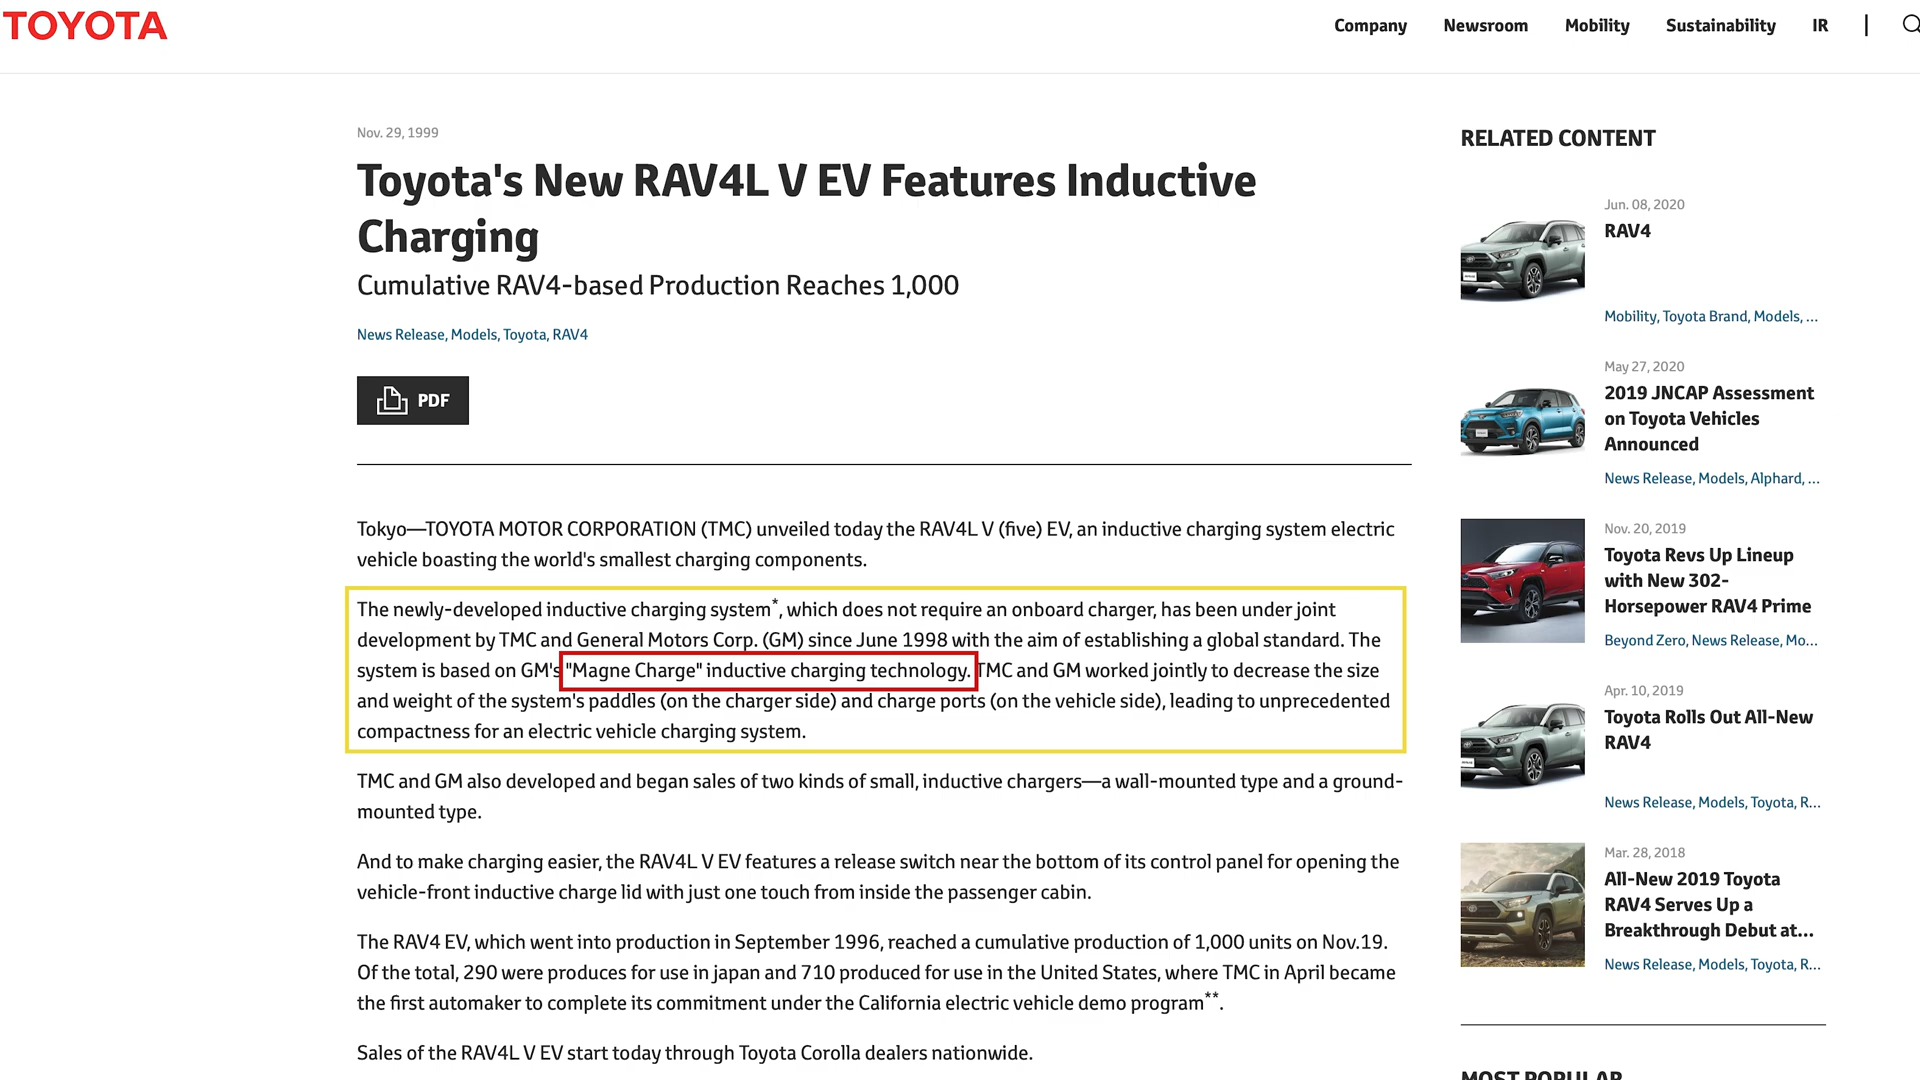 TOYOTA
Company
Newsroom
Mobility
Sustainability
IR
Nov. 29, 1999
Toyota's New RAV4L V EV Features Inductive
Charging
Cumulative RAV4-based Production Reaches 1,000
News Release, Models, Toyota, RAV4
PDF
Tokyo—TOYOTA MOTOR CORPORATION (TMC) unveiled today the RAV4L V (five) EV, an inductive charging system electric
vehicle boasting the world's smallest charging components.
The newly-developed inductive charging system*, which does not require an onboard charger, has been under joint
development by TMC and General Motors Corp. (GM) since June 1998 with the aim of establishing a global standard. The
system is based on GM's "Magne Charge" inductive charging technology. TMC and GM worked jointly to decrease the size
and weight of the system's paddles (on the charger side) and charge ports (on the vehicle side), leading to unprecedented
compactness for an electric vehicle charging system.
TMC and GM also developed and began sales of two kinds of small, inductive chargers—a wall-mounted type and a ground-
mounted type.
And to make charging easier, the RAV4L V EV features a release switch near the bottom of its control panel for opening the
vehicle-front inductive charge lid with just one touch from inside the passenger cabin.
The RAV4 EV, which went into production in September 1996, reached a cumulative production of 1,000 units on Nov.19.
Of the total, 290 were produces for use in japan and 710 produced for use in the United States, where TMC in April became
the first automaker to complete its commitment under the California electric vehicle demo program**.
Sales of the RAV4L V EV start today through Toyota Corolla dealers nationwide.
RELATED CONTENT
Jun. 08, 2020
RAV4
Mobility, Toyota Brand, Models, ...
May 27, 2020
2019 JNCAP Assessment
on Toyota Vehicles
Announced
News Release, Models, Alphard, ...
Nov. 20, 2019
Toyota Revs Up Lineup
with New 302-
Horsepower RAV4 Prime
Beyond Zero, News Release, Mo...
Apr. 10, 2019
Toyota Rolls Out All-New
RAV4
News Release, Models, Toyota, R...
Mar. 28, 2018
All-New 2019 Toyota
RAV4 Serves Up a
Breakthrough Debut at...
News Release, Models, Toyota, R...
MOST POPULAR